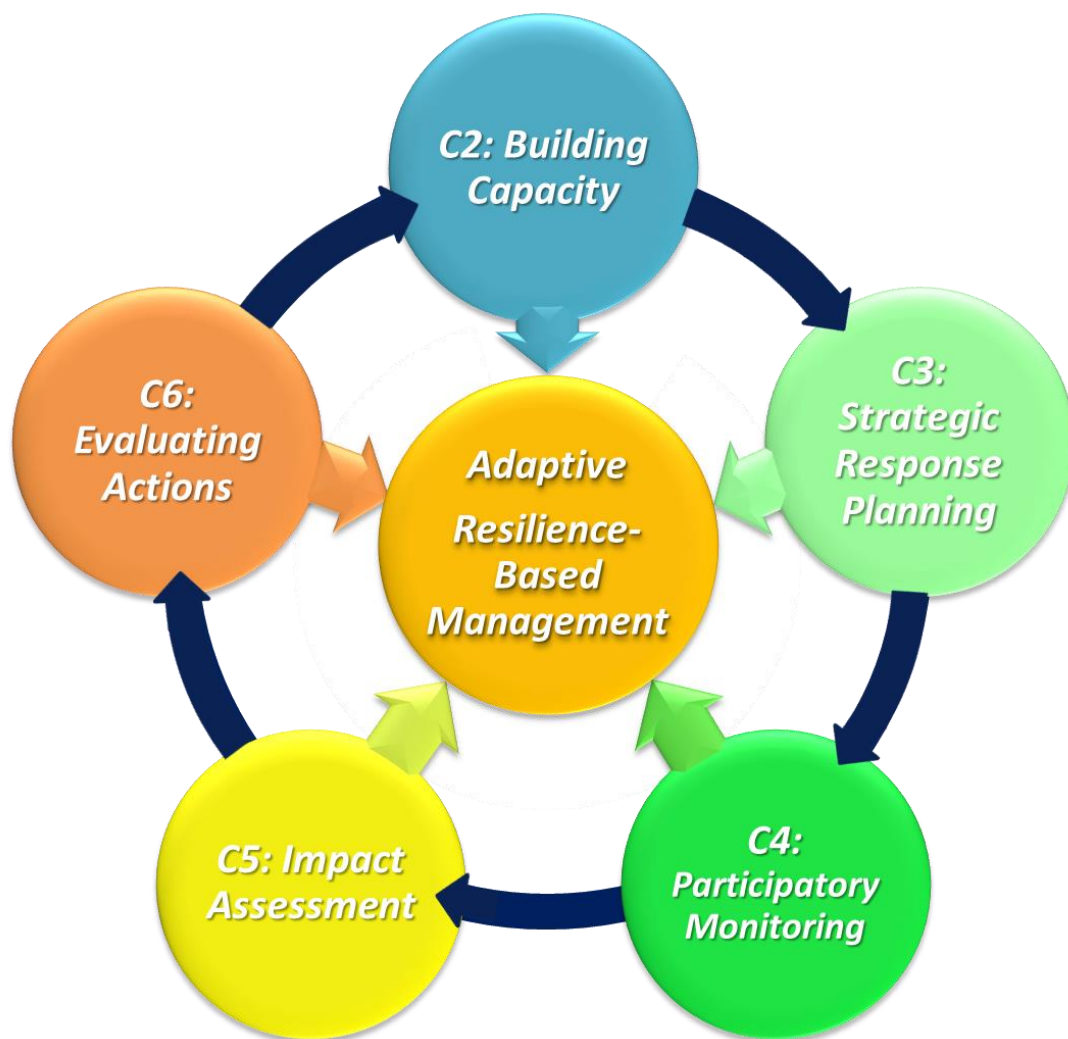 C2: Building
Capacity
C3:
Strategic
Response
Planning
C4:
Participatory
Monitoring
C5: Impact
Assessment
C6:
Evaluating
Actions
Adaptive
Resilience-
Based
Management